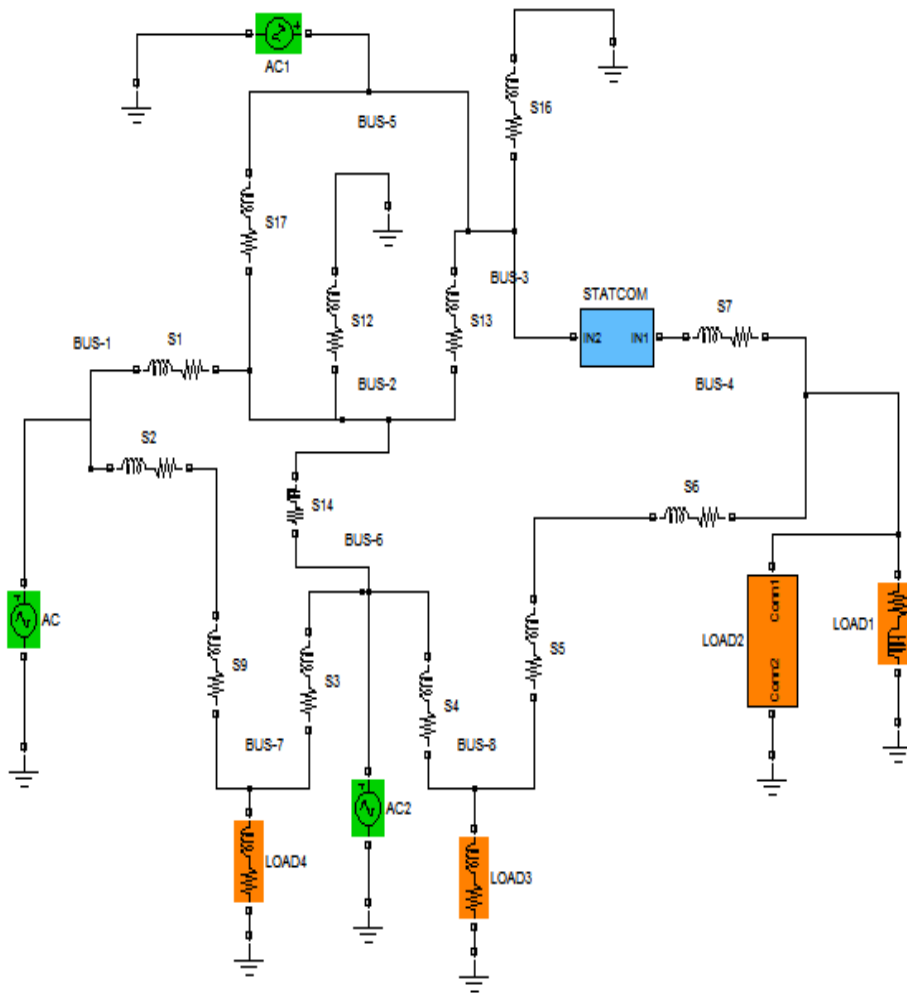 AC1
S16
BUS-5
S17
BUS-3
STATCOM
S12
S13
IN2
IN1
S7
BUS-1
S1
BUS-2
BUS-4
S2
S14
S6
BUS-6
Conn1
Conn2
LOAD2
LOAD1
AC
S9
S3
S4
S5
BUS-7
BUS-8
AC2
LOAD4
LOAD3